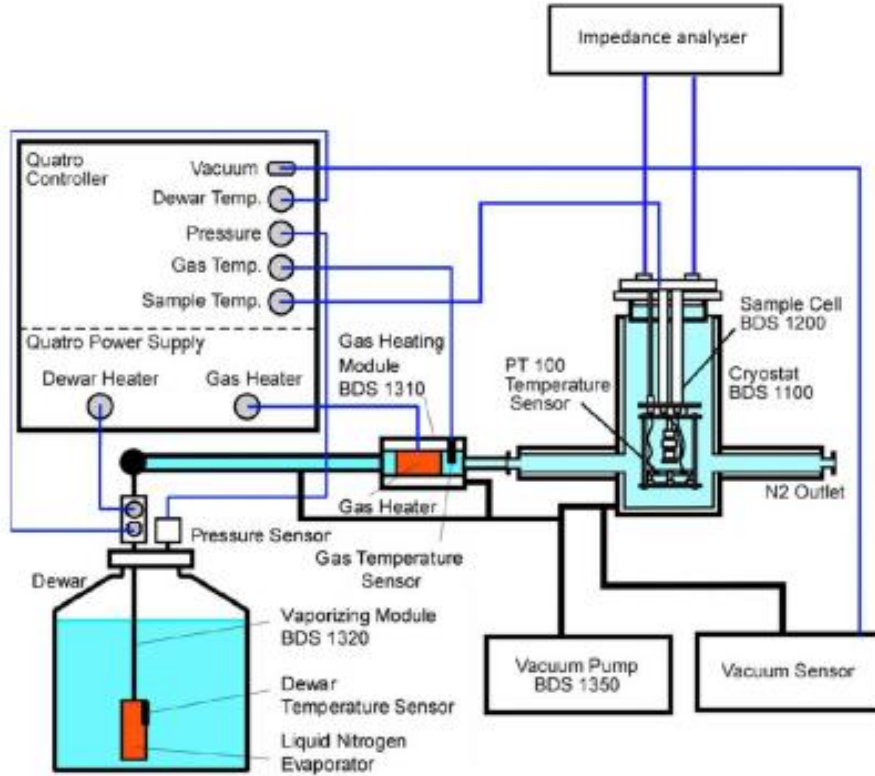 Impedance analyser
Quatro
Controller
Vacuum
Dewar Temp.
Pressure
Gas Temp.
Sample Temp.
Quatro Power Supply
Dewar Heater
Gas Heater
Gas Heating
Module
BDS 1310
PT 100
Temperature
Sensor
Sample Cell
BDS 1200
Cryostat
BDS 1100
N2 Outlet
Gas Heater
Pressure Sensor
Gas Temperature
Sensor
Dewar
Vaporizing Module
BDS 1320
Dewar
Temperature Sensor
Liquid Nitrogen
Evaporator
Vacuum Pump
BDS 1350
Vacuum Sensor